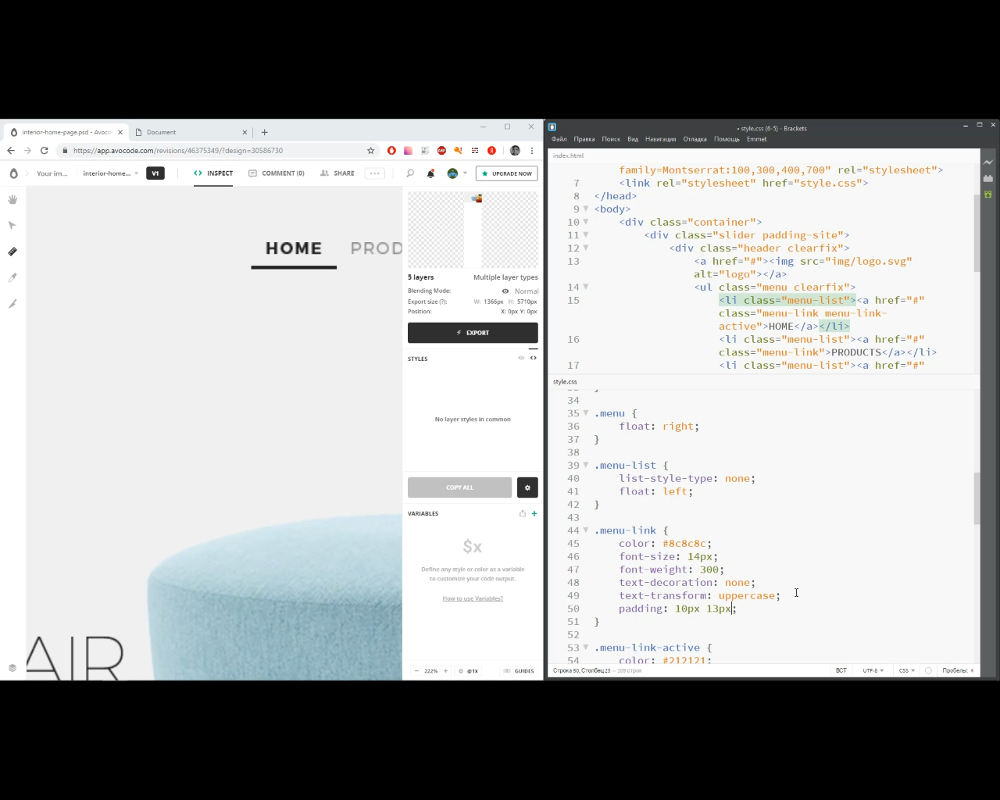 interior-home-page.psd - Avoco
Document
https://app.avocode.com/revisions/46375349/?design=30586730
Your im...
interior-home...
V1
INSPECT
COMMENT (0)
SHARE
UPGRADE NOW
HOME
PROD
AIR
5 layers
Multiple layer types
Blending Mode:
Normal
Export size (?):
W: 1366px H: 5710px
Position:
X: 0px Y: 0px
EXPORT
STYLES
No layer styles in common
COPY ALL
VARIABLES
$x
Define any style or color as a variable
to customize your code output.
How to use Variables?
222%
@1x
GUIDES
• style.css (6-5) - Brackets
Файл Правка Поиск Вид Навигация Отладка Помощь Emmet
index.html
family=Montserrat:100,300,400,700" rel="stylesheet">
7 <link rel="stylesheet" href="style.css">
8 </head>
9 <body>
10 <div class="container">
11 <div class="slider padding-site">
12 <div class="header clearfix">
13 <a href="#"><img src="img/logo.svg"
alt="logo"></a>
14 <ul class="menu clearfix">
15 <li class="menu-list"><a href="#"
class="menu-link menu-link-
active">HOME</a></li>
16 <li class="menu-list"><a href="#"
class="menu-link">PRODUCTS</a></li>
17 <li class="menu-list"><a href="#"
style.css
34
35 .menu {
36 float: right;
37 }
38
39 .menu-list {
40 list-style-type: none;
41 float: left;
42 }
43
44 .menu-link {
45 color: #8c8c8c;
46 font-size: 14px;
47 font-weight: 300;
48 text-decoration: none;
49 text-transform: uppercase;
50 padding: 10px 13px;
51 }
52
53 .menu-link-active {
54 color: #212121;
Строка 50, Столбец 23 — 109 строк
ВСТ
UTF-8
CSS
Пробелы: 4